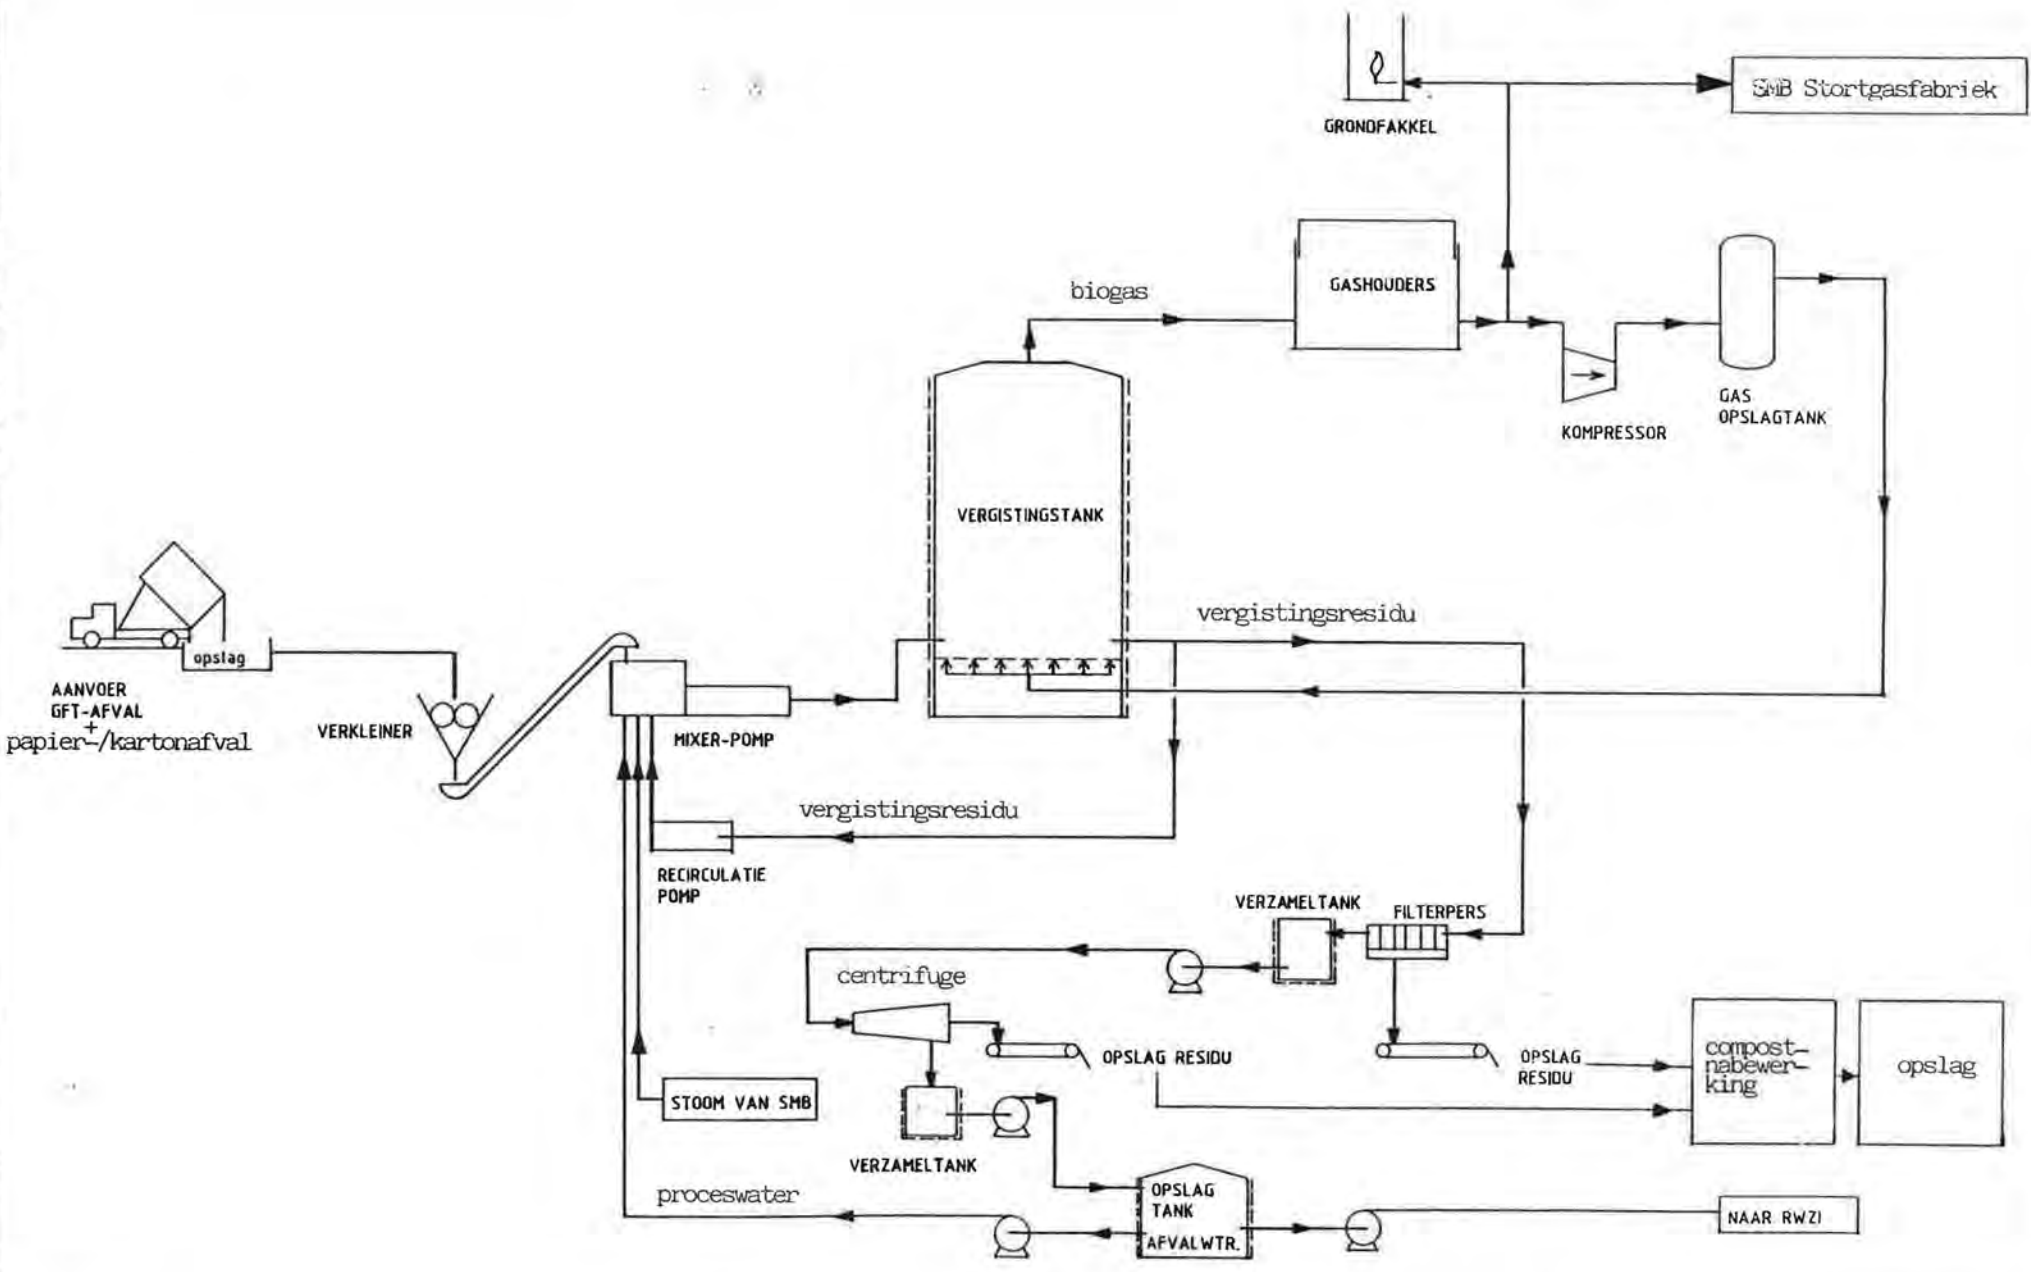 SMB Stortgasfabriek
GRONDFAKKEL
biogas
GASHOUDERS
GAS
OPSLAGTANK
KOMPRESSOR
VERGISTINGSTANK
vergistingsresidu
opslag
AANVOER
GFT-AFVAL
+
papier-/kartonafval
VERKLEINER
MIXER-POMP
vergistingsresidu
RECIRCULATIE
POMP
VERZAMELTANK
FILTERPERS
centrifuge
OPSLAG RESIDU
OPSLAG
RESIDU
compost-
nabewer-
king
opslag
STOOM VAN SMB
VERZAMELTANK
proceswater
OPSLAG
TANK
AFVALWTR.
NAAR RWZI